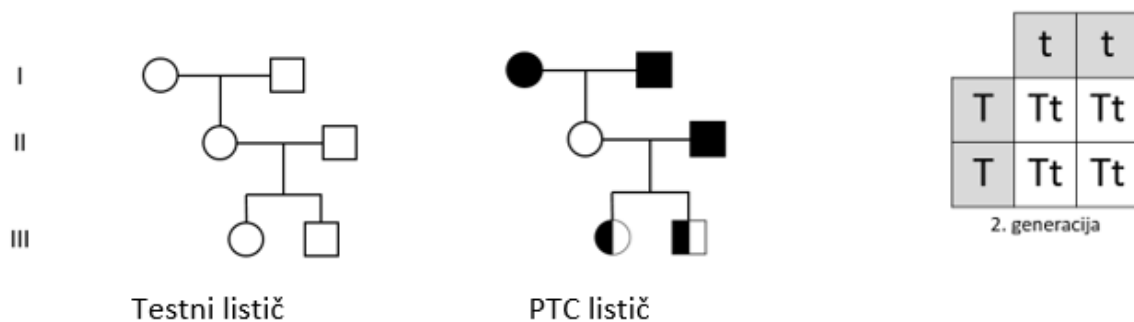 I
II
III
Testni listič
PTC listič
t t
T Tt Tt
T Tt Tt
2. generacija